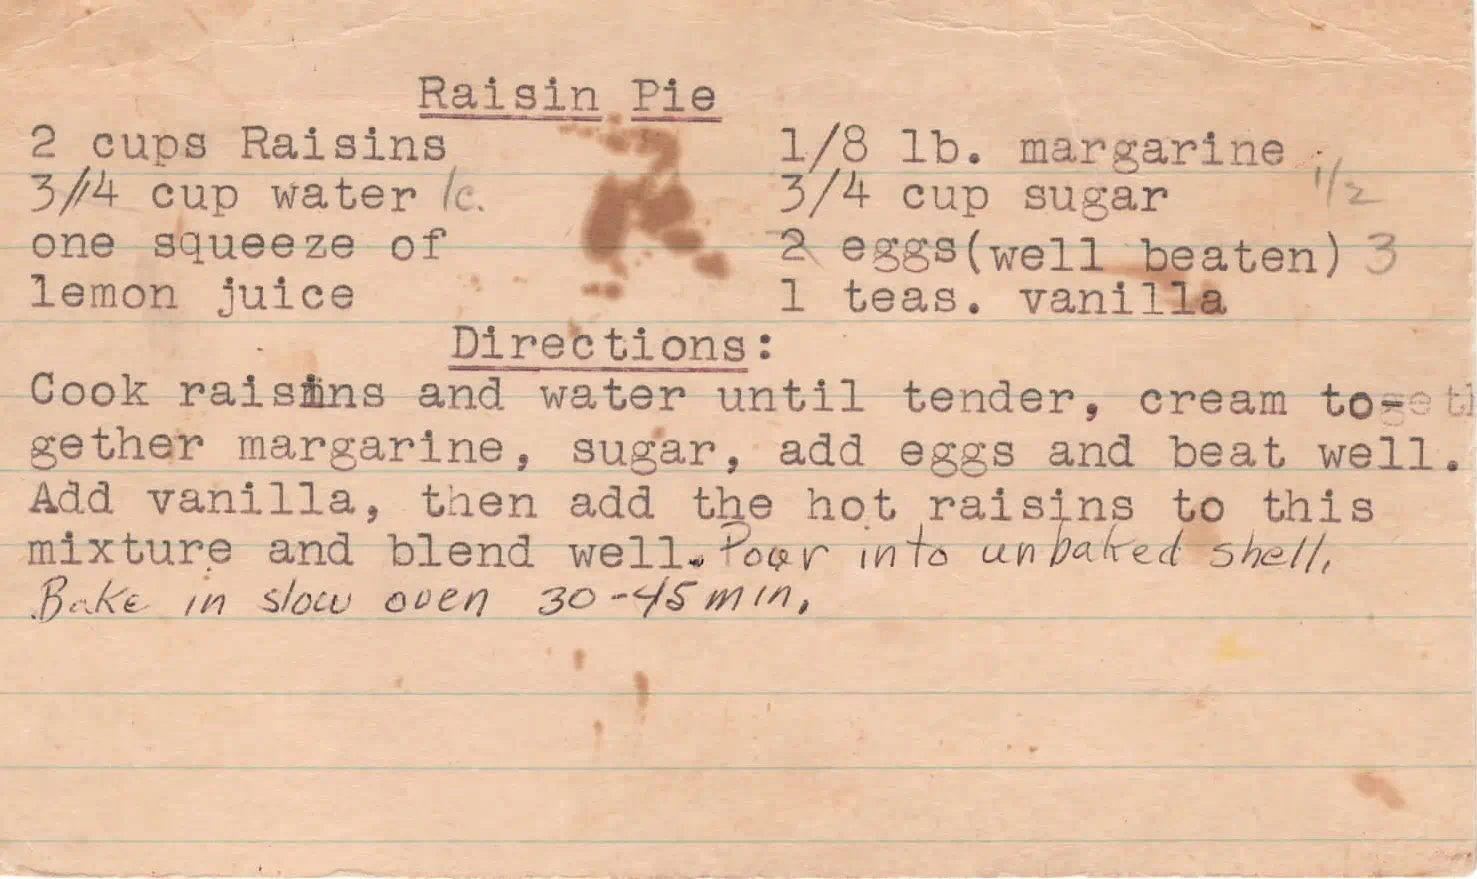 Raisin Pie
2 cups Raisins 1/8 lb. margarine
3/4 cup water 1c. 3/4 cup sugar 1/2
one squeeze of 2 eggs(well beaten) 3
lemon juice 1 teas. vanilla
Directions:
Cook raisins and water until tender, cream to-
gether margarine, sugar, add eggs and beat well.
Add vanilla, then add the hot raisins to this
mixture and blend well. Pour into unbaked shell.
Bake in slow oven 30-45 min.